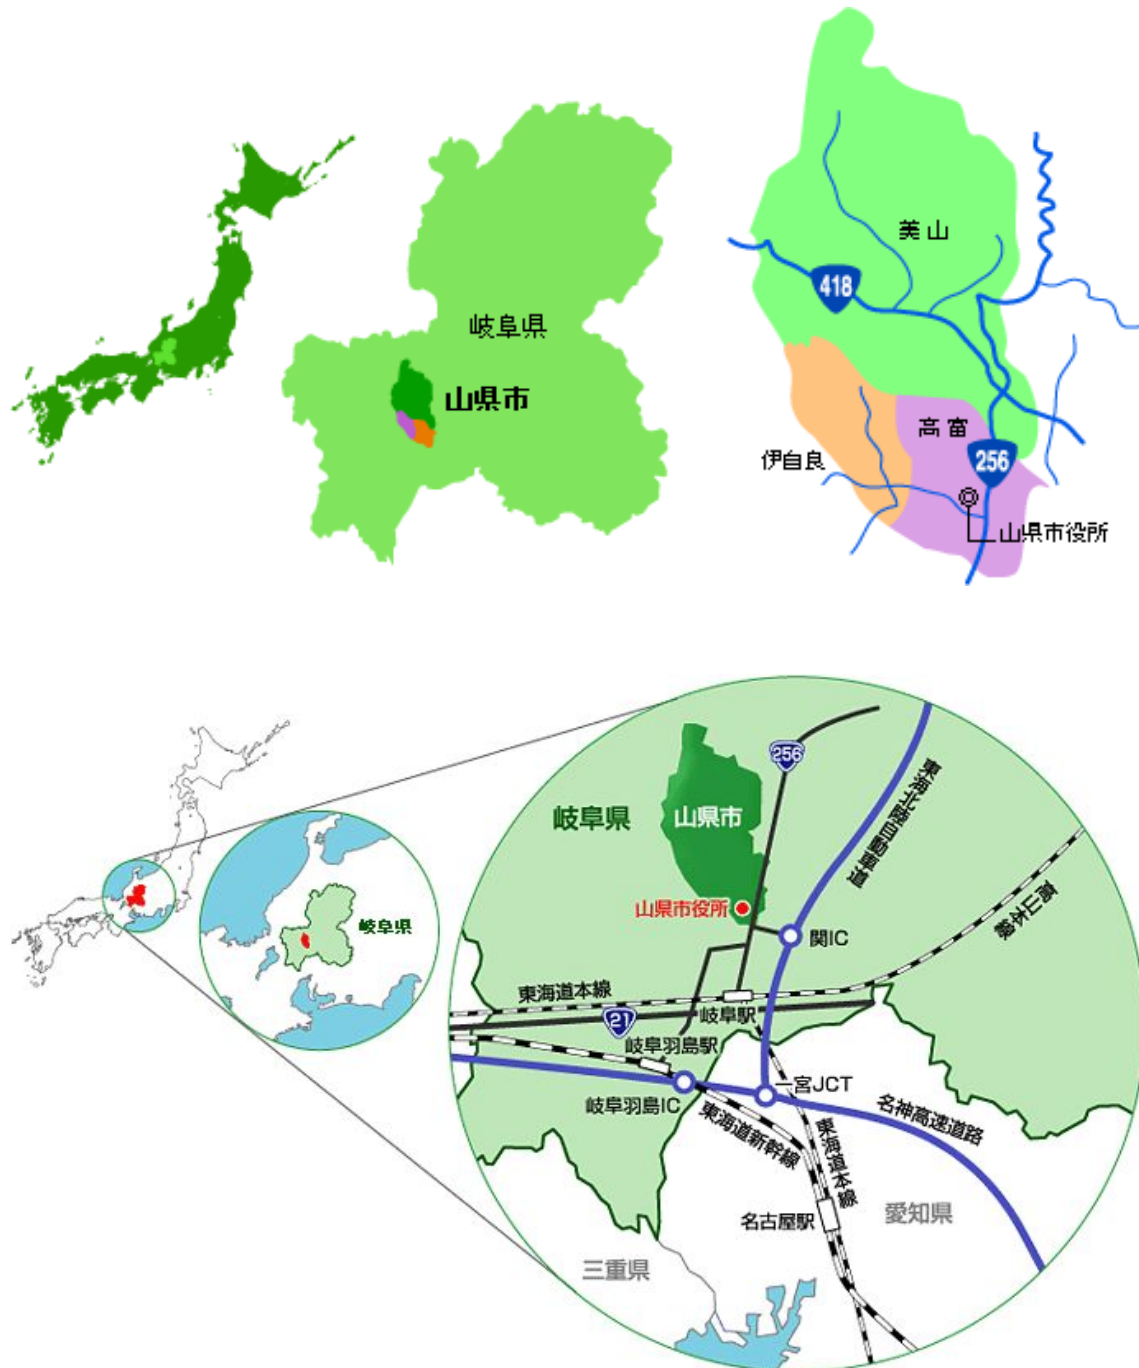 美山
418
岐阜県
山県市
高富
伊自良
256
山県市役所
256
東海北陸自動車道
岐阜県
山県市
高山本線
山県市役所
岐阜県
関IC
東海道本線
21
岐阜駅
岐阜羽島駅
一宮JCT
岐阜羽島IC
名神高速道路
東海道新幹線
東海道本線
名古屋駅
愛知県
三重県